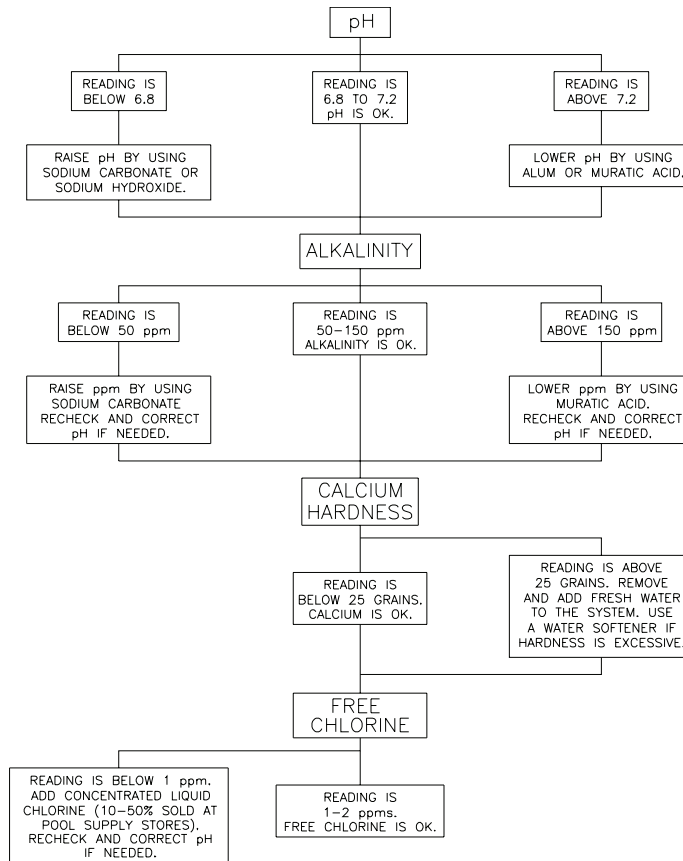 pH
READING IS
BELOW 6.8
READING IS
6.8 TO 7.2
pH IS OK.
READING IS
ABOVE 7.2
RAISE pH BY USING
SODIUM CARBONATE OR
SODIUM HYDROXIDE.
LOWER pH BY USING
ALUM OR MURATIC ACID.
ALKALINITY
READING IS
BELOW 50 ppm
READING IS
50-150 ppm
ALKALINITY IS OK.
READING IS
ABOVE 150 ppm
RAISE ppm BY USING
SODIUM CARBONATE
RECHECK AND CORRECT
pH IF NEEDED.
LOWER ppm BY USING
MURATIC ACID.
RECHECK AND CORRECT
pH IF NEEDED.
CALCIUM
HARDNESS
READING IS
BELOW 25 GRAINS.
CALCIUM IS OK.
READING IS ABOVE
25 GRAINS. REMOVE
AND ADD FRESH WATER
TO THE SYSTEM. USE
A WATER SOFTENER IF
HARDNESS IS EXCESSIVE.
FREE
CHLORINE
READING IS BELOW 1 ppm.
ADD CONCENTRATED LIQUID
CHLORINE (10-50% SOLD AT
POOL SUPPLY STORES).
RECHECK AND CORRECT pH
IF NEEDED.
READING IS
1-2 ppms.
FREE CHLORINE IS OK.